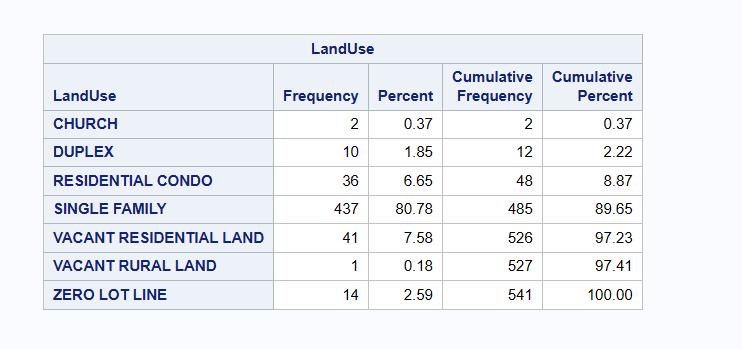 LandUse
LandUse Frequency Percent Cumulative Frequency Cumulative Percent
CHURCH 2 0.37 2 0.37
DUPLEX 10 1.85 12 2.22
RESIDENTIAL CONDO 36 6.65 48 8.87
SINGLE FAMILY 437 80.78 485 89.65
VACANT RESIDENTIAL LAND 41 7.58 526 97.23
VACANT RURAL LAND 1 0.18 527 97.41
ZERO LOT LINE 14 2.59 541 100.00